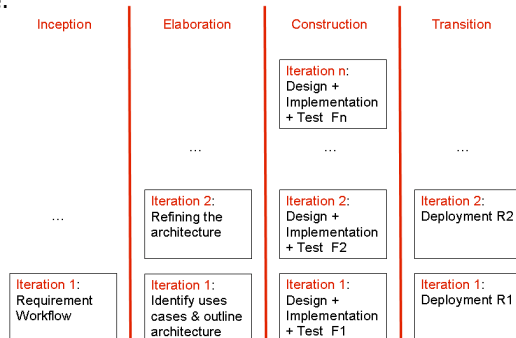 Inception
Elaboration
Construction
Transition
Iteration n:
Design +
Implementation
+ Test Fn
...
...
...
...
Iteration 2:
Refining the
architecture
Iteration 2:
Design +
Implementation
+ Test F2
Iteration 2:
Deployment R2
Iteration 1:
Requirement
Workflow
Iteration 1:
Identify uses
cases & outline
architecture
Iteration 1:
Design +
Implementation
+ Test F1
Iteration 1:
Deployment R1